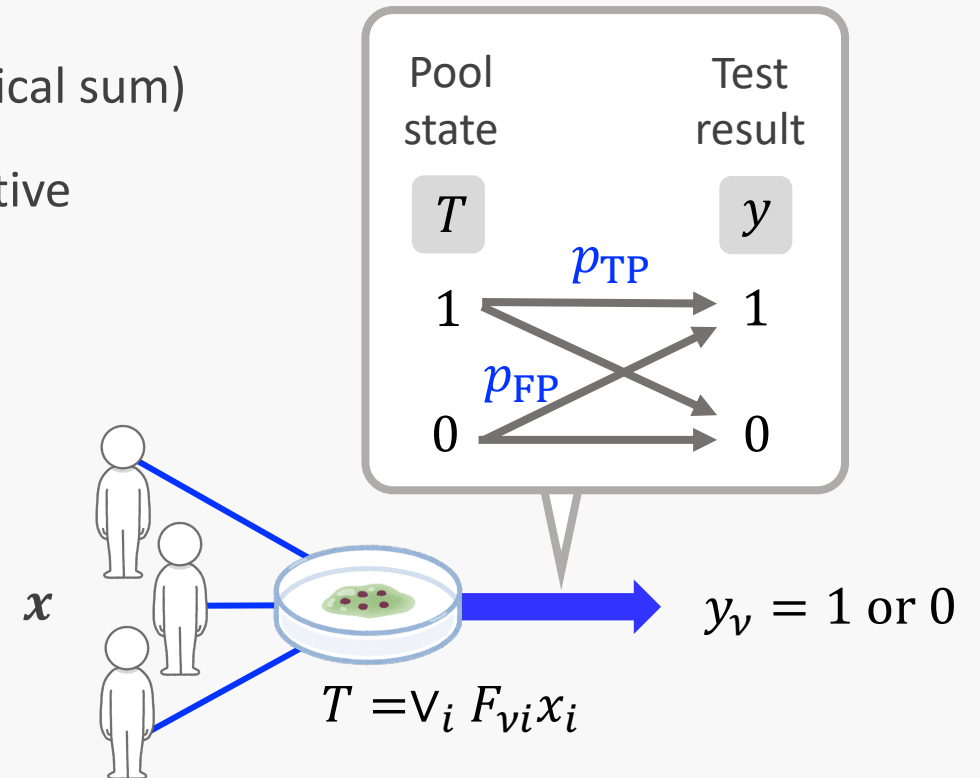 ical sum)
tive
Pool
state
Test
result
T
y
p_TP
1
1
p_FP
0
0
x
y_ν = 1 or 0
T =∨_i F_νi x_i